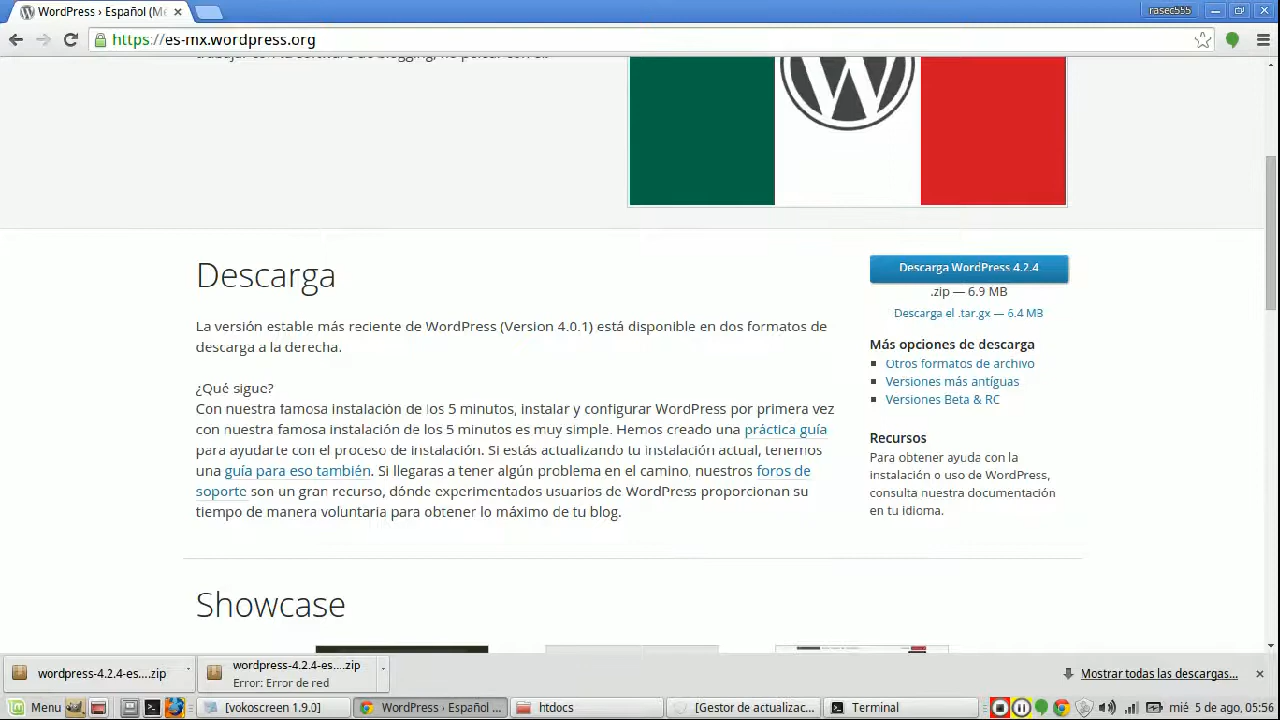 WordPress › Español (Mé
rasec555
https://es-mx.wordpress.org
Descarga
La versión estable más reciente de WordPress (Version 4.0.1) está disponible en dos formatos de
descarga a la derecha.
¿Qué sigue?
Con nuestra famosa instalación de los 5 minutos, instalar y configurar WordPress por primera vez
con nuestra famosa instalación de los 5 minutos es muy simple. Hemos creado una práctica guía
para ayudarte con el proceso de instalación. Si estás actualizando tu instalación actual, tenemos
una guía para eso también. Si llegaras a tener algún problema en el camino, nuestros foros de
soporte son un gran recurso, dónde experimentados usuarios de WordPress proporcionan su
tiempo de manera voluntaria para obtener lo máximo de tu blog.
Descarga WordPress 4.2.4
.zip — 6.9 MB
Descarga el .tar.gx — 6.4 MB
Más opciones de descarga
Otros formatos de archivo
Versiones más antíguas
Versiones Beta & RC
Recursos
Para obtener ayuda con la
instalación o uso de WordPress,
consulta nuestra documentación
en tu idioma.
Showcase
wordpress-4.2.4-es....zip
wordpress-4.2.4-es....zip
Error: Error de red
Mostrar todas las descargas...
Menu
[vokoscreen 1.9.0]
WordPress › Español ...
htdocs
[Gestor de actualizac...
Terminal
mié 5 de ago, 05:56